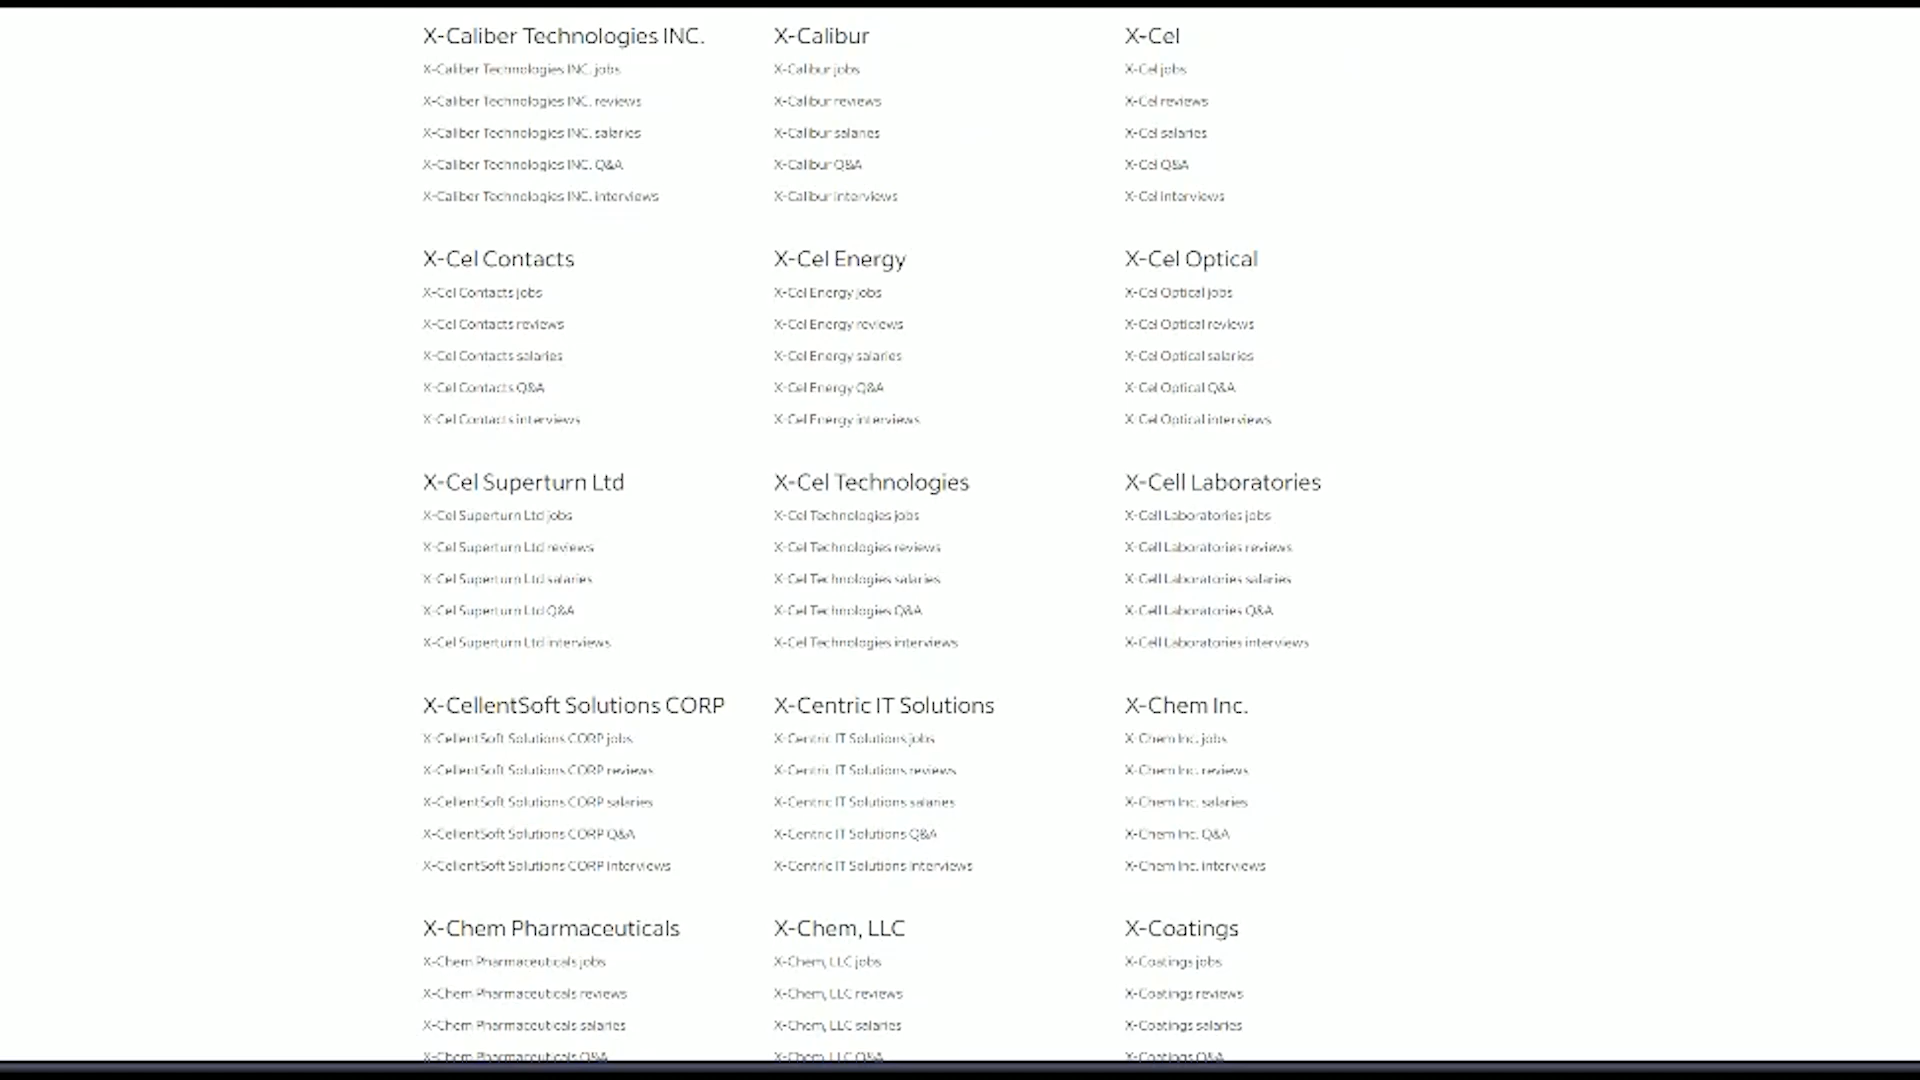 X-Caliber Technologies INC.
X-Caliber Technologies INC. jobs
X-Caliber Technologies INC. reviews
X-Caliber Technologies INC. salaries
X-Caliber Technologies INC. Q&A
X-Caliber Technologies INC. interviews
X-Calibur
X-Calibur jobs
X-Calibur reviews
X-Calibur salaries
X-Calibur Q&A
X-Calibur interviews
X-Cel
X-Cel jobs
X-Cel reviews
X-Cel salaries
X-Cel Q&A
X-Cel interviews
X-Cel Contacts
X-Cel Contacts jobs
X-Cel Contacts reviews
X-Cel Contacts salaries
X-Cel Contacts Q&A
X-Cel Contacts interviews
X-Cel Energy
X-Cel Energy jobs
X-Cel Energy reviews
X-Cel Energy salaries
X-Cel Energy Q&A
X-Cel Energy interviews
X-Cel Optical
X-Cel Optical jobs
X-Cel Optical reviews
X-Cel Optical salaries
X-Cel Optical Q&A
X-Cel Optical interviews
X-Cel Superturn Ltd
X-Cel Superturn Ltd jobs
X-Cel Superturn Ltd reviews
X-Cel Superturn Ltd salaries
X-Cel Superturn Ltd Q&A
X-Cel Superturn Ltd interviews
X-Cel Technologies
X-Cel Technologies jobs
X-Cel Technologies reviews
X-Cel Technologies salaries
X-Cel Technologies Q&A
X-Cel Technologies interviews
X-Cell Laboratories
X-Cell Laboratories jobs
X-Cell Laboratories reviews
X-Cell Laboratories salaries
X-Cell Laboratories Q&A
X-Cell Laboratories interviews
X-CellentSoft Solutions CORP
X-CellentSoft Solutions CORP jobs
X-CellentSoft Solutions CORP reviews
X-CellentSoft Solutions CORP salaries
X-CellentSoft Solutions CORP Q&A
X-CellentSoft Solutions CORP interviews
X-Centric IT Solutions
X-Centric IT Solutions jobs
X-Centric IT Solutions reviews
X-Centric IT Solutions salaries
X-Centric IT Solutions Q&A
X-Centric IT Solutions interviews
X-Chem Inc.
X-Chem Inc. jobs
X-Chem Inc. reviews
X-Chem Inc. salaries
X-Chem Inc. Q&A
X-Chem Inc. interviews
X-Chem Pharmaceuticals
X-Chem Pharmaceuticals jobs
X-Chem Pharmaceuticals reviews
X-Chem Pharmaceuticals salaries
X-Chem Pharmaceuticals Q&A
X-Chem, LLC
X-Chem, LLC jobs
X-Chem, LLC reviews
X-Chem, LLC salaries
X-Chem, LLC Q&A
X-Coatings
X-Coatings jobs
X-Coatings reviews
X-Coatings salaries
X-Coatings Q&A